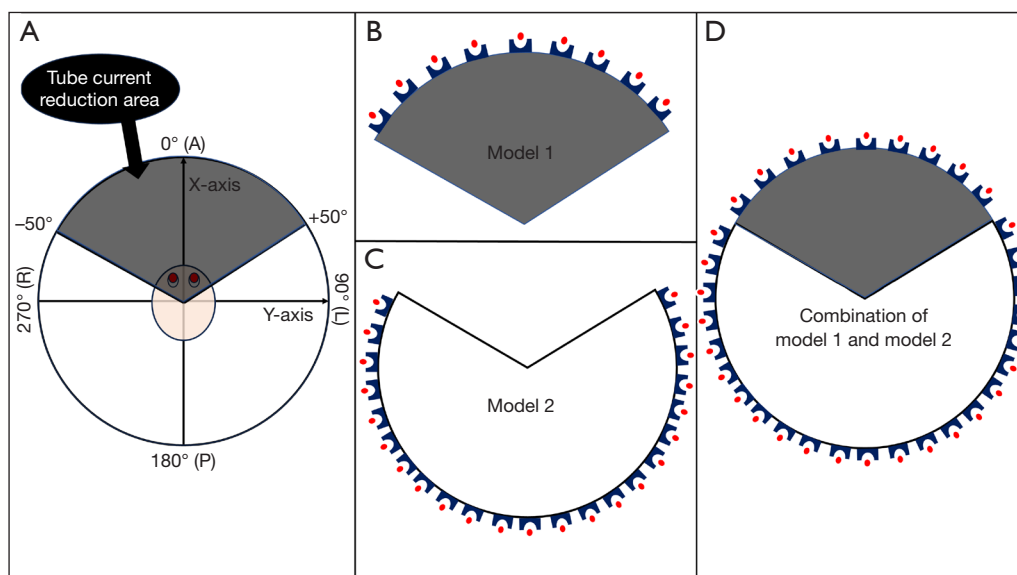 A
Tube current
reduction area
0° (A)
X-axis
–50°
+50°
270° (R)
Y-axis
90° (L)
180° (P)
B
Model 1
C
Model 2
D
Combination of
model 1 and model 2